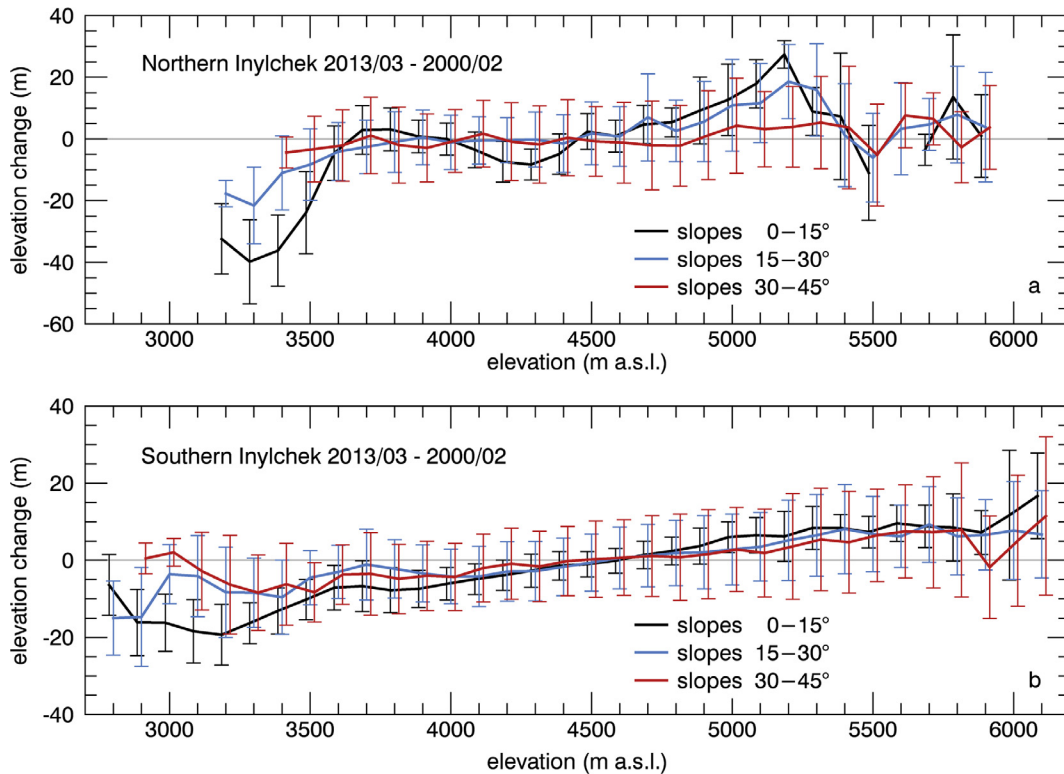 40
20
0
-20
-40
-60
elevation change (m)
Northern Inylchek 2013/03 - 2000/02
slopes 0–15°
slopes 15–30°
slopes 30–45°
a
3000 3500 4000 4500 5000 5500 6000
elevation (m a.s.l.)
40
20
0
-20
-40
elevation change (m)
Southern Inylchek 2013/03 - 2000/02
slopes 0–15°
slopes 15–30°
slopes 30–45°
b
3000 3500 4000 4500 5000 5500 6000
elevation (m a.s.l.)